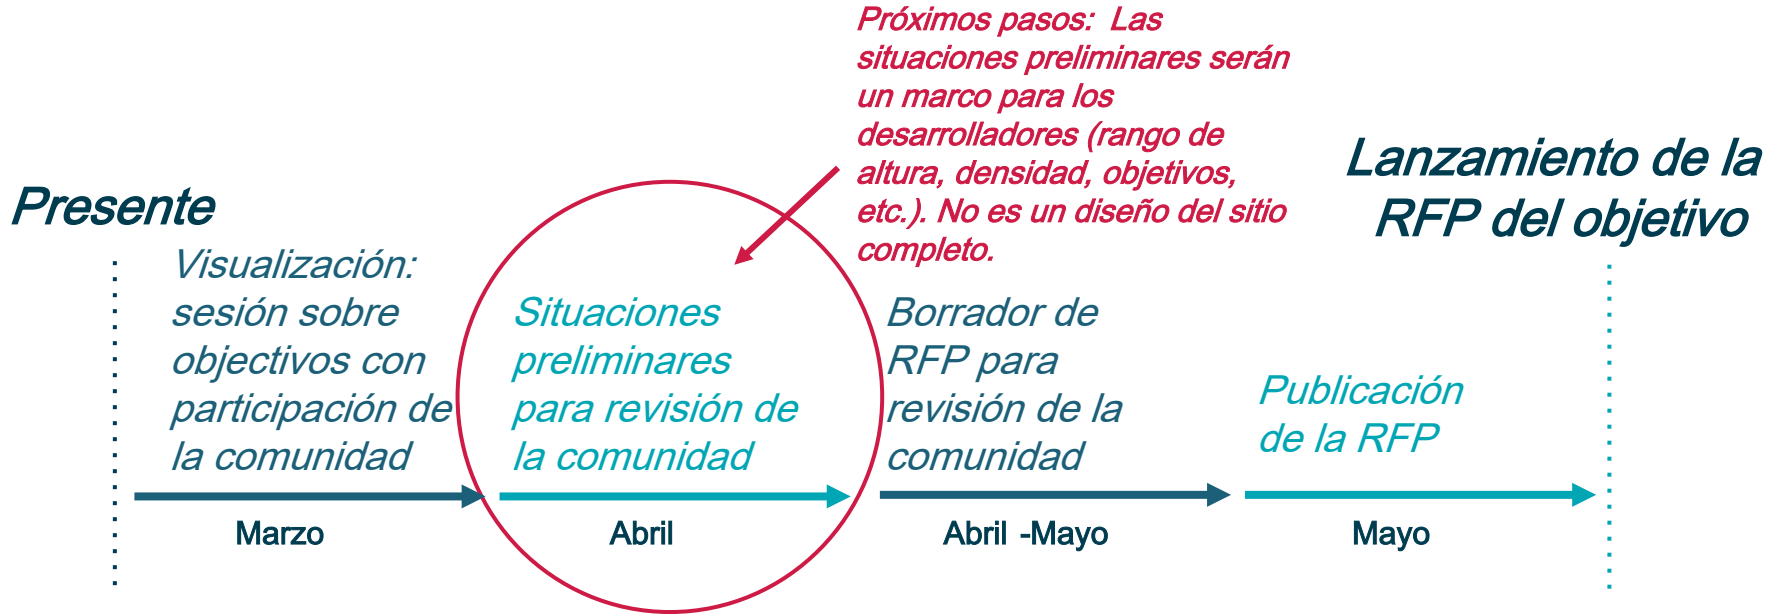 Próximos pasos: Las
situaciones preliminares serán
un marco para los
desarrolladores (rango de
altura, densidad, objetivos,
etc.). No es un diseño del sitio
completo.
Lanzamiento de la
RFP del objetivo
Presente
Visualización:
sesión sobre
objectivos con
participación de
la comunidad
Situaciones
preliminares
para revisión de
la comunidad
Borrador de
RFP para
revisión de la
comunidad
Publicación
de la RFP
Marzo
Abril
Abril -Mayo
Mayo